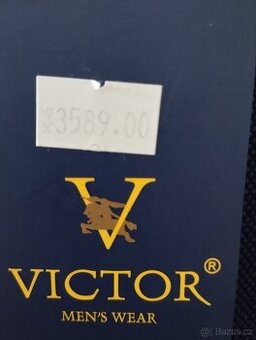 3589.00
V
VICTOR®
MEN'S WEAR
Bazos.cz